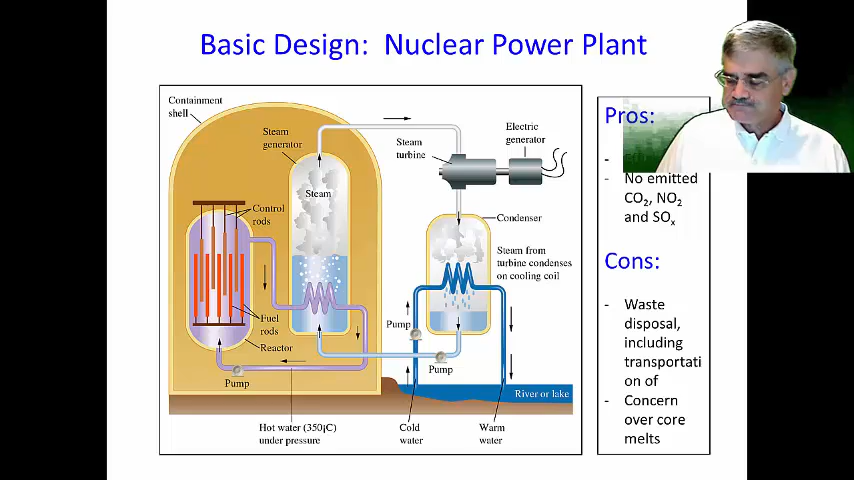 Basic Design: Nuclear Power Plant
Containment
shell
Steam
generator
Steam
Control
rods
Fuel
rods
Reactor
Pump
Hot water (350¡C)
under pressure
Steam
turbine
Electric
generator
Condenser
Steam from
turbine condenses
on cooling coil
Pump
Pump
River or lake
Cold
water
Warm
water
Pros:
-
- No emitted
CO₂, NO₂
and SOₓ
Cons:
- Waste
disposal,
including
transportati
on of
- Concern
over core
melts